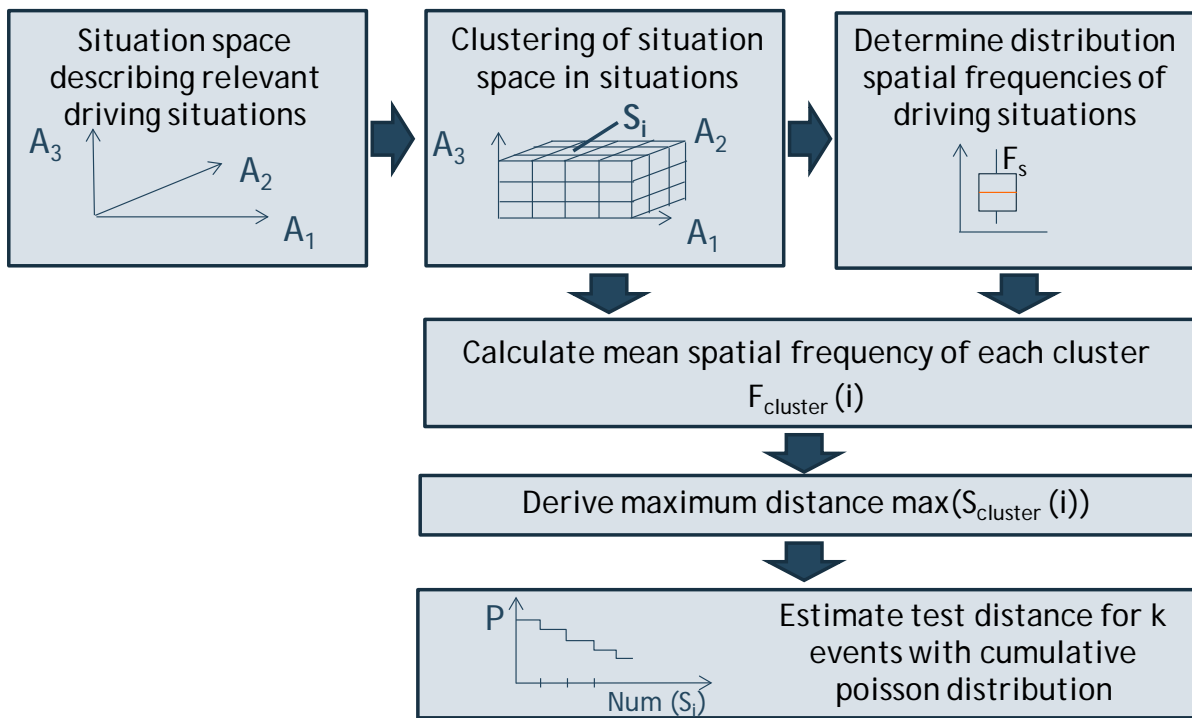 Situation space
describing relevant
driving situations
A3
A2
A1
Clustering of situation
space in situations
Si
A3
A2
A1
Determine distribution
spatial frequencies of
driving situations
Fs
Calculate mean spatial frequency of each cluster
Fcluster (i)
Derive maximum distance max(Scluster (i))
P
Num (Si)
Estimate test distance for k
events with cumulative
poisson distribution